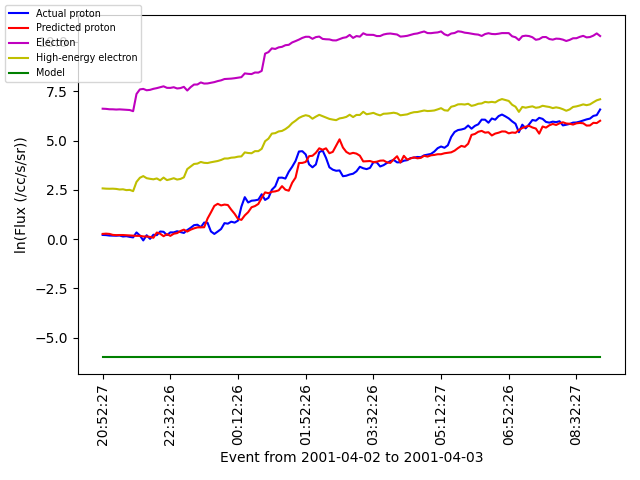 Actual proton
Predicted proton
Electron
High-energy electron
Model
7.5
5.0
2.5
0.0
−2.5
−5.0
ln(Flux (/cc/s/sr))
20:52:27
22:32:26
00:12:26
01:52:26
03:32:26
05:12:27
06:52:26
08:32:27
Event from 2001-04-02 to 2001-04-03